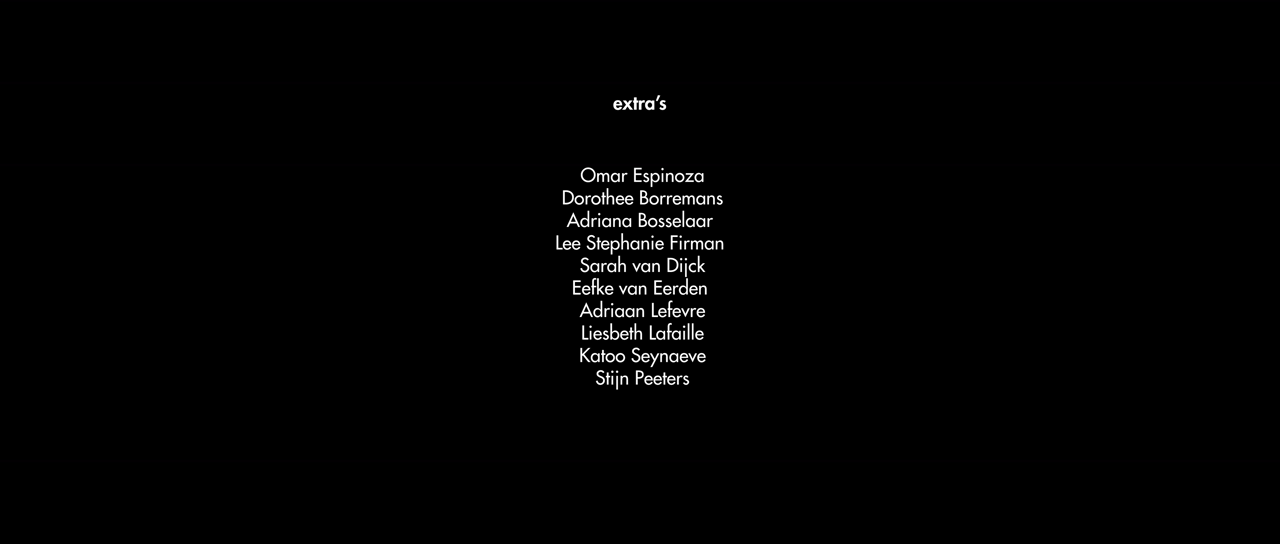 extra's
Omar Espinoza
Dorothee Borremans
Adriana Bosselaar
Lee Stephanie Firman
Sarah van Dijck
Eefke van Eerden
Adriaan Lefevre
Liesbeth Lafaille
Katoo Seynaeve
Stijn Peeters